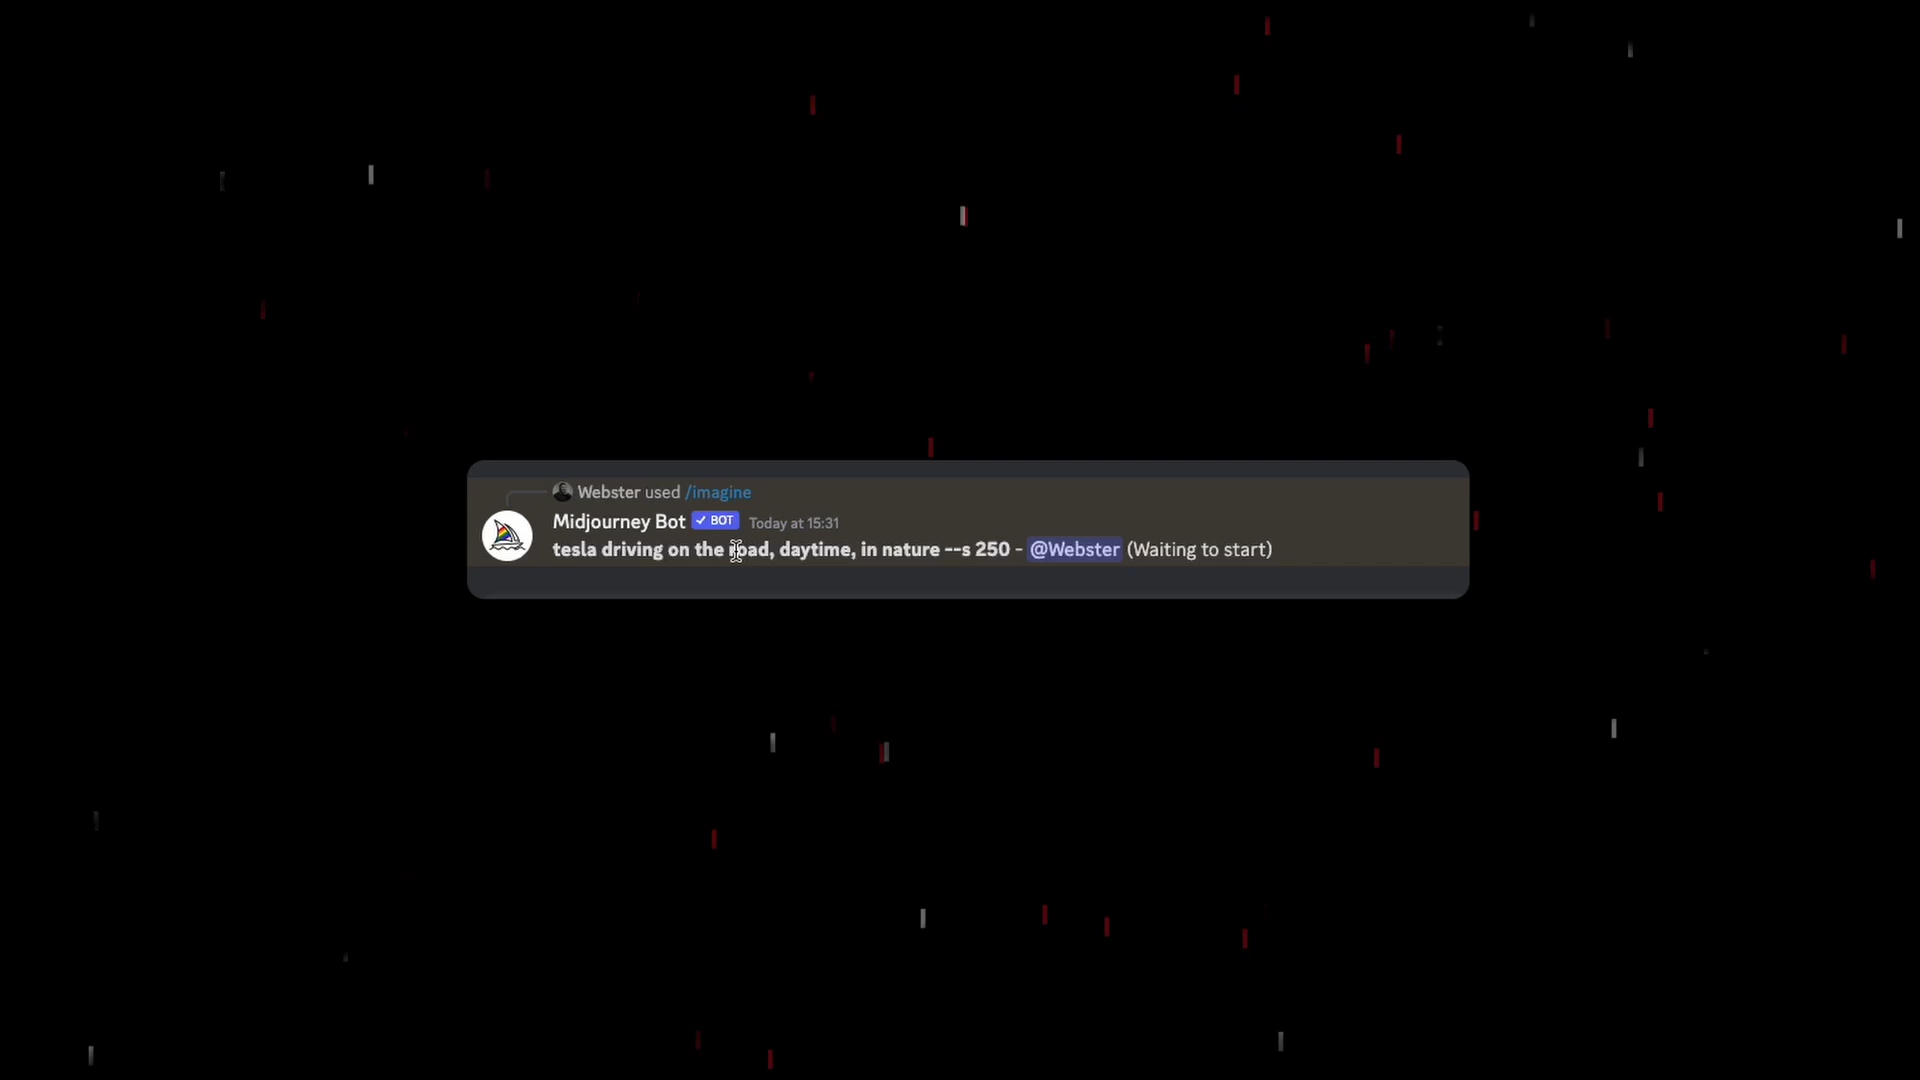 Webster used /imagine
Midjourney Bot ✓ BOT Today at 15:31
tesla driving on the road, daytime, in nature --s 250 - @Webster (Waiting to start)